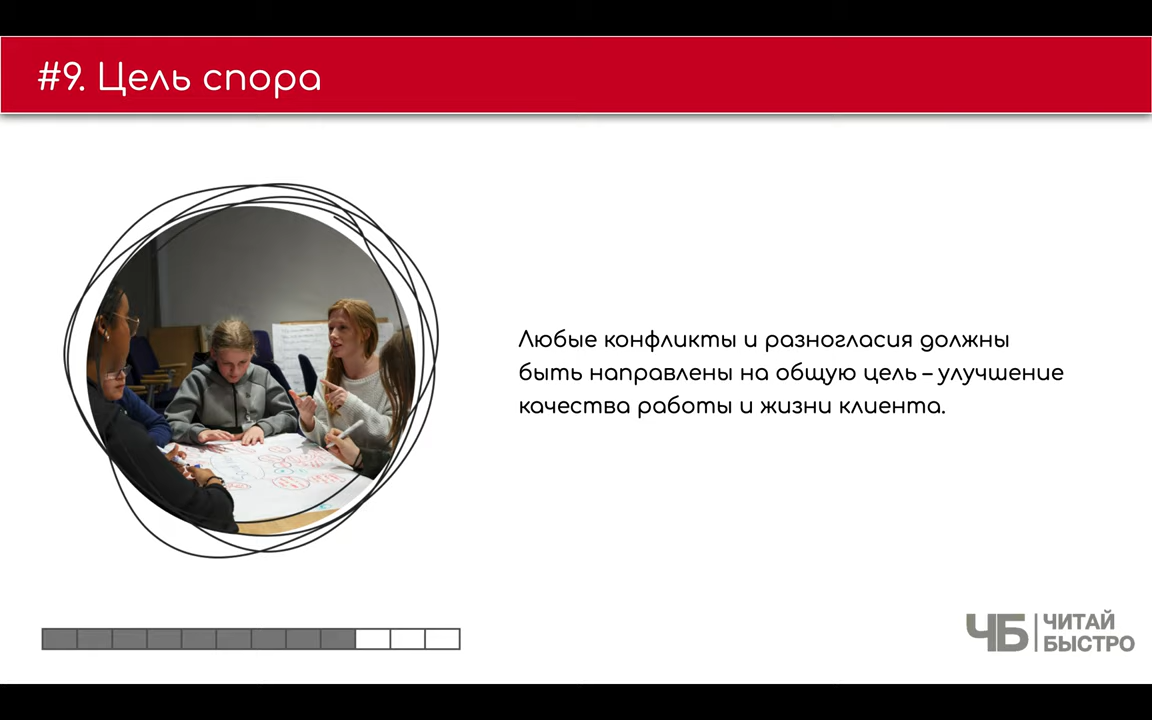 #9. Цель спора
Любые конфликты и разногласия должны
быть направлены на общую цель – улучшение
качества работы и жизни клиента.
ЧБ
ЧИТАЙ
БЫСТРО